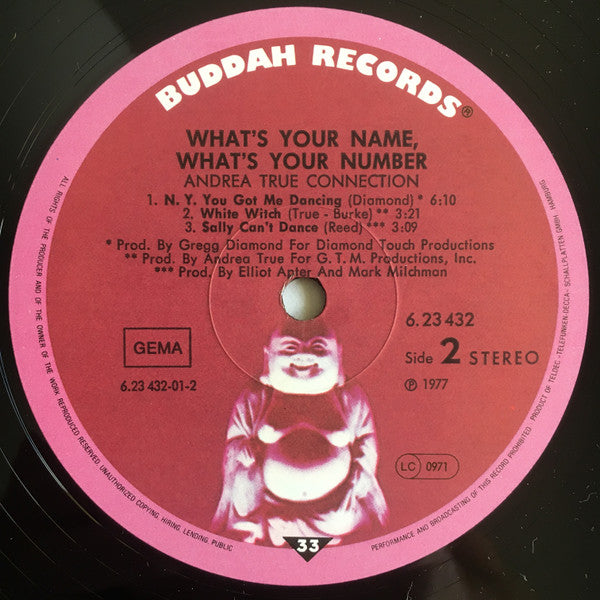 BUDDAH RECORDS®
WHAT'S YOUR NAME,
WHAT'S YOUR NUMBER
ANDREA TRUE CONNECTION
1. N. Y. You Got Me Dancing (Diamond) * 6:10
2. White Witch (True - Burke) ** 3:21
3. Sally Can't Dance (Reed) *** 3:09
* Prod. By Gregg Diamond For Diamond Touch Productions
** Prod. By Andrea True For G. T. M. Productions, Inc.
*** Prod. By Elliot Apter And Mark Milchman
GEMA
6.23 432-01-2
6.23 432
Side 2 STEREO
℗ 1977
LC 0971
33
ALL RIGHTS OF THE PRODUCER AND OF THE OWNER OF THE WORK REPRODUCED RESERVED. UNAUTHORIZED COPYING, HIRING, LENDING, PUBLIC
PERFORMANCE AND BROADCASTING OF THIS RECORD PROHIBITED · PRODUCT OF TELDEC »TELEFUNKEN-DECCA« SCHALLPLATTEN GMBH HAMBURG